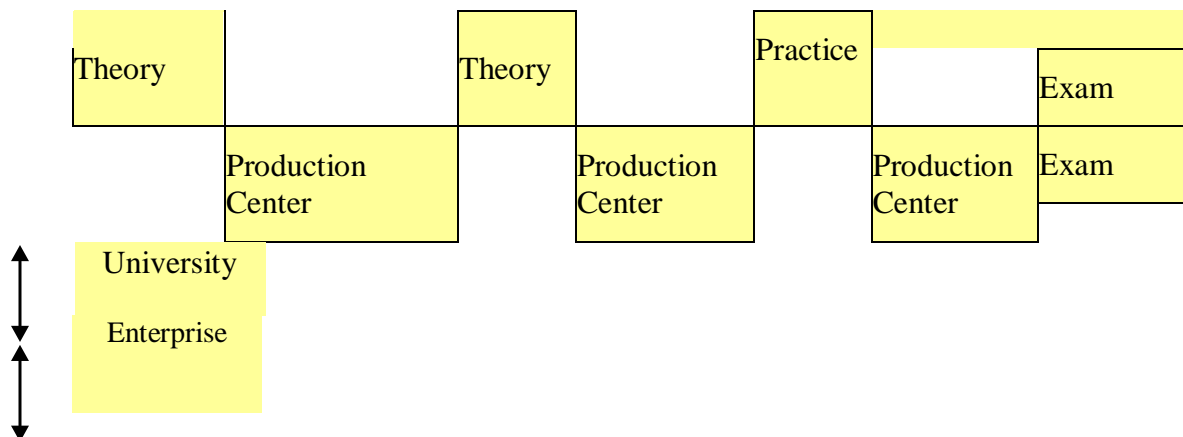 Theory
Theory
Practice
Exam
Production
Center
Production
Center
Production
Center
Exam
University
Enterprise